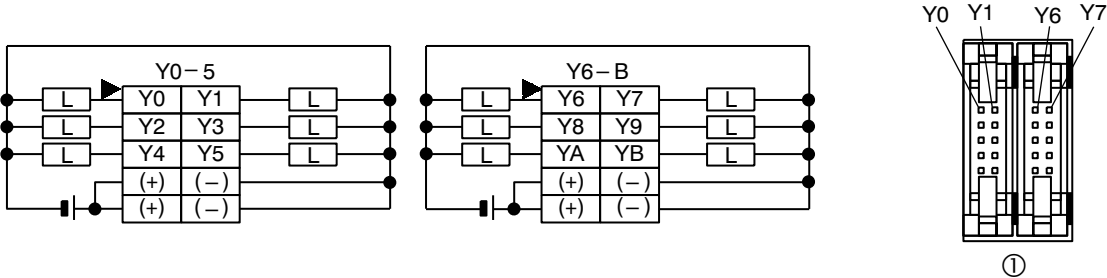 Y0 Y1 Y6 Y7
Y0–5 Y6–B
L Y0 Y1 L L Y6 Y7 L
L Y2 Y3 L L Y8 Y9 L
L Y4 Y5 L L YA YB L
(+) (–) (+) (–)
(+) (–) (+) (–)
①